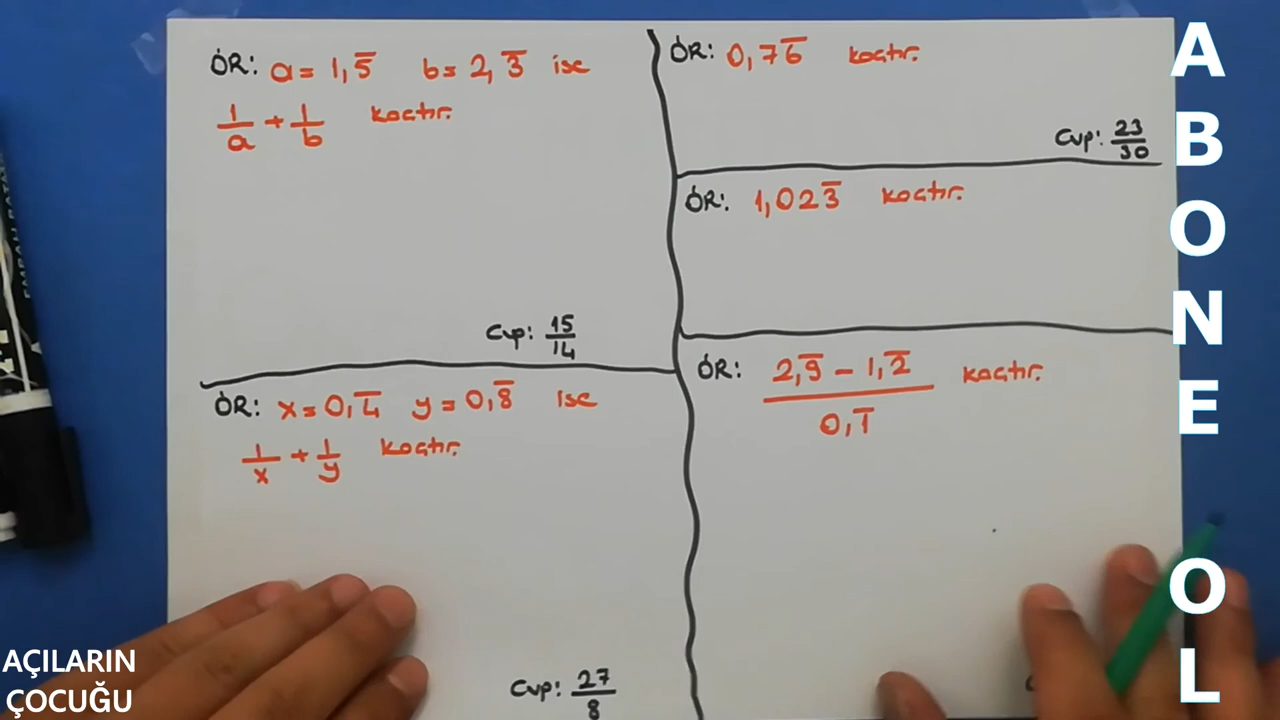 ÖR: a = 1,5̅ b = 2,3̅ ise
1/a + 1/b kaçtır.
Cvp: 15/14
ÖR: x = 0,4̅ y = 0,8̅ ise
1/x + 1/y kaçtır.
Cvp: 27/8
ÖR: 0,76̅ kaçtır.
Cvp: 23/30
ÖR: 1,023̅ kaçtır.
ÖR: 2,9̅ - 1,2̅ / 0,1̅ kaçtır.
ABONE OL
AÇILARIN
ÇOCUĞU